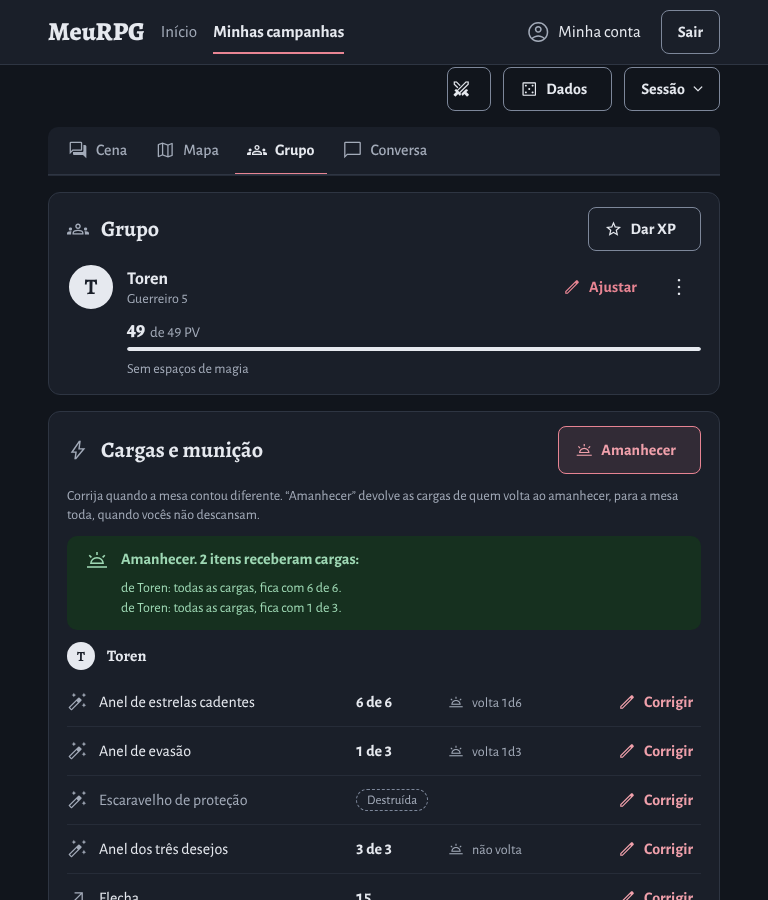 MeuRPG Início Minhas campanhas Minha conta Sair
Dados Sessão
Cena Mapa Grupo Conversa
Grupo Dar XP
T Toren Ajustar
Guerreiro 5
49 de 49 PV
Sem espaços de magia
Cargas e munição Amanhecer
Corrija quando a mesa contou diferente. “Amanhecer” devolve as cargas de quem volta ao amanhecer, para a mesa
toda, quando vocês não descansam.
Amanhecer. 2 itens receberam cargas:
de Toren: todas as cargas, fica com 6 de 6.
de Toren: todas as cargas, fica com 1 de 3.
T Toren
Anel de estrelas cadentes 6 de 6 volta 1d6 Corrigir
Anel de evasão 1 de 3 volta 1d3 Corrigir
Escaravelho de proteção Destruída Corrigir
Anel dos três desejos 3 de 3 não volta Corrigir
Flecha 15 Corrigir